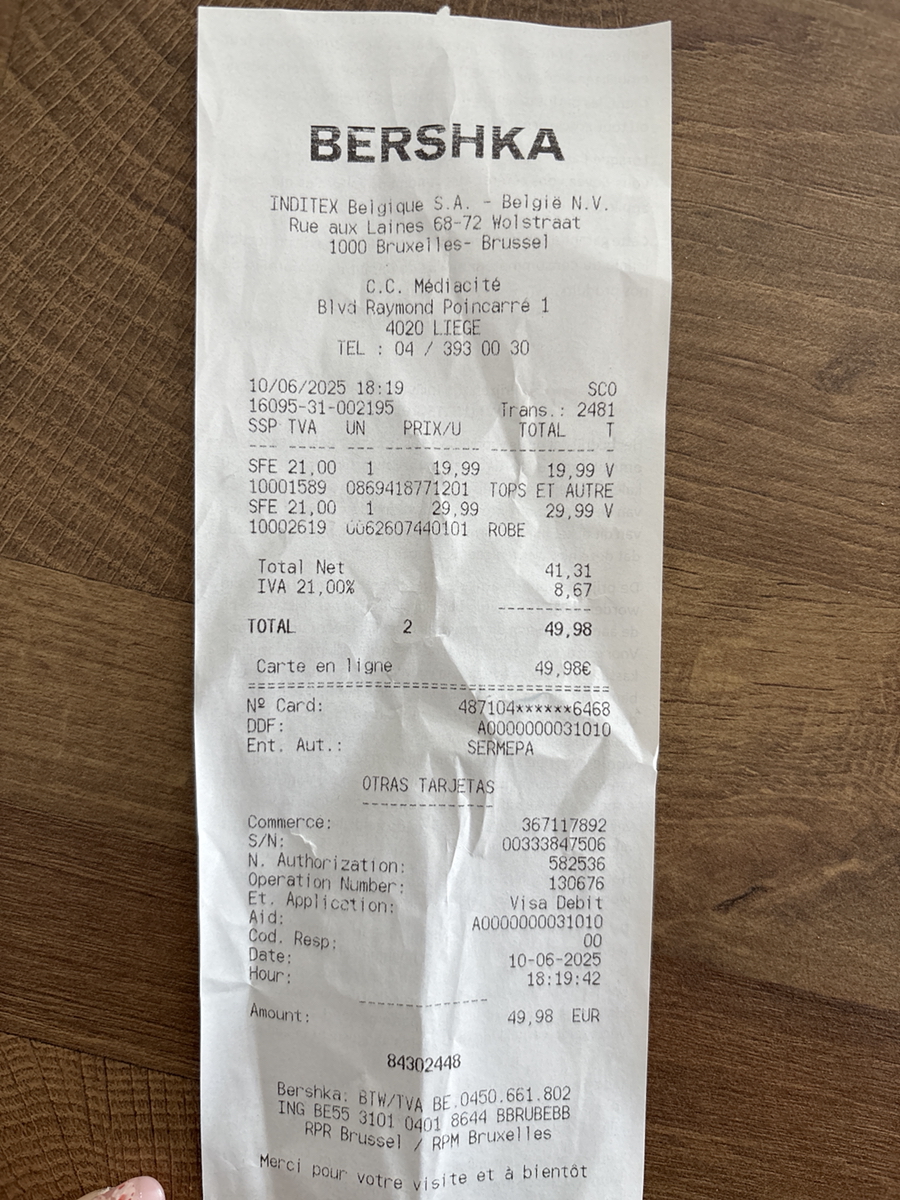 BERSHKA
INDITEX Belgique S.A. - België N.V.
Rue aux Laines 68-72 Wolstraat
1000 Bruxelles- Brussel
C.C. Médiacité
Blvd Raymond Poincarré 1
4020 LIEGE
TEL : 04 / 393 00 30
10/06/2025 18:19 SCO
16095-31-002195 Trans.: 2481
SSP TVA UN PRIX/U TOTAL T
--- ----- --- --------- ---------- -
SFE 21,00 1 19,99 19,99 V
10001589 0869418771201 TOPS ET AUTRE
SFE 21,00 1 29,99 29,99 V
10002619 0062607440101 ROBE
Total Net 41,31
IVA 21,00% 8,67
----------
TOTAL 2 49,98
Carte en ligne 49,98€
========================================
Nº Card: 487104******6468
DDF: A0000000031010
Ent. Aut.: SERMEPA
OTRAS TARJETAS
--------------
Commerce: 367117892
S/N: 00333847506
N. Authorization: 582536
Operation Number: 130676
Et. Application: Visa Debit
Aid: A0000000031010
Cod. Resp: 00
Date: 10-06-2025
Hour: 18:19:42
--------------
Amount: 49,98 EUR
84302448
Bershka: BTW/TVA BE.0450.661.802
ING BE55 3101 0401 8644 BBRUBEBB
RPR Brussel / RPM Bruxelles
Merci pour votre visite et à bientôt